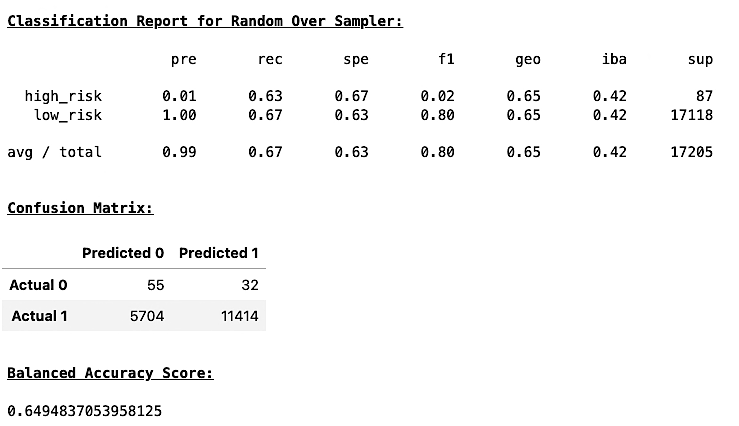 Classification Report for Random Over Sampler:
pre rec spe f1 geo iba sup
high_risk 0.01 0.63 0.67 0.02 0.65 0.42 87
low_risk 1.00 0.67 0.63 0.80 0.65 0.42 17118
avg / total 0.99 0.67 0.63 0.80 0.65 0.42 17205
Confusion Matrix:
Predicted 0 Predicted 1
Actual 0 55 32
Actual 1 5704 11414
Balanced Accuracy Score:
0.6494837053958125